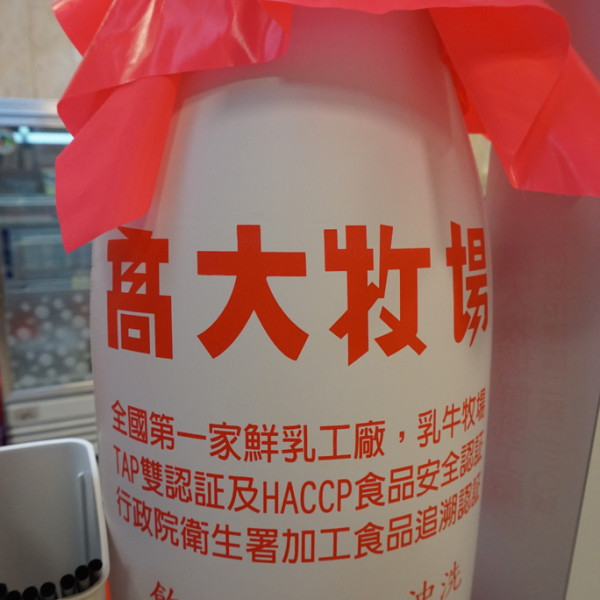 高大牧場
全國第一家鮮乳工廠，乳牛牧場
TAP雙認証及HACCP食品安全認証
行政院衛生署加工食品追溯認証